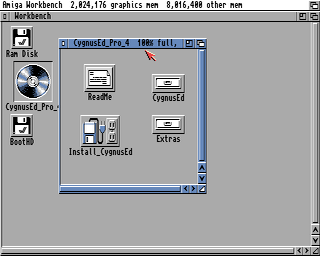 Amiga Workbench 2,024,176 graphics mem 8,016,400 other mem
Workbench
Ram Disk
CygnusEd_Pro_
BootHD
CygnusEd_Pro_4 100% full,
ReadMe
CygnusEd
Install_CygnusEd
Extras